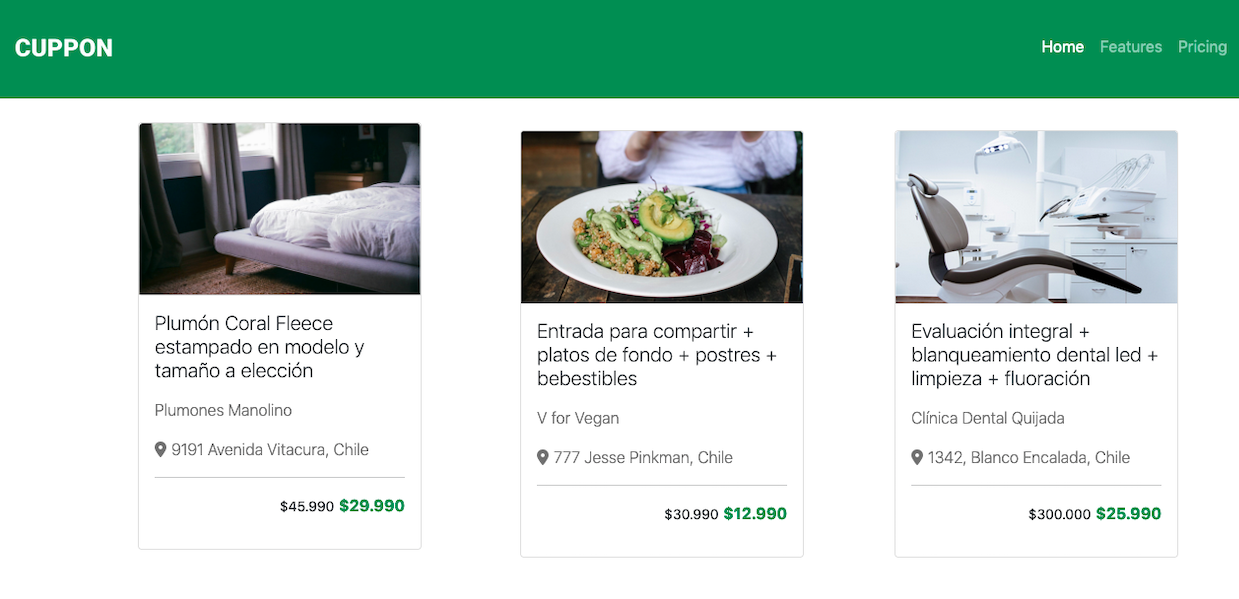 CUPPON
Home Features Pricing
Plumón Coral Fleece
estampado en modelo y
tamaño a elección
Plumones Manolino
9191 Avenida Vitacura, Chile
$45.990 $29.990
Entrada para compartir +
platos de fondo + postres +
bebestibles
V for Vegan
777 Jesse Pinkman, Chile
$30.990 $12.990
Evaluación integral +
blanqueamiento dental led +
limpieza + fluoración
Clínica Dental Quijada
1342, Blanco Encalada, Chile
$300.000 $25.990